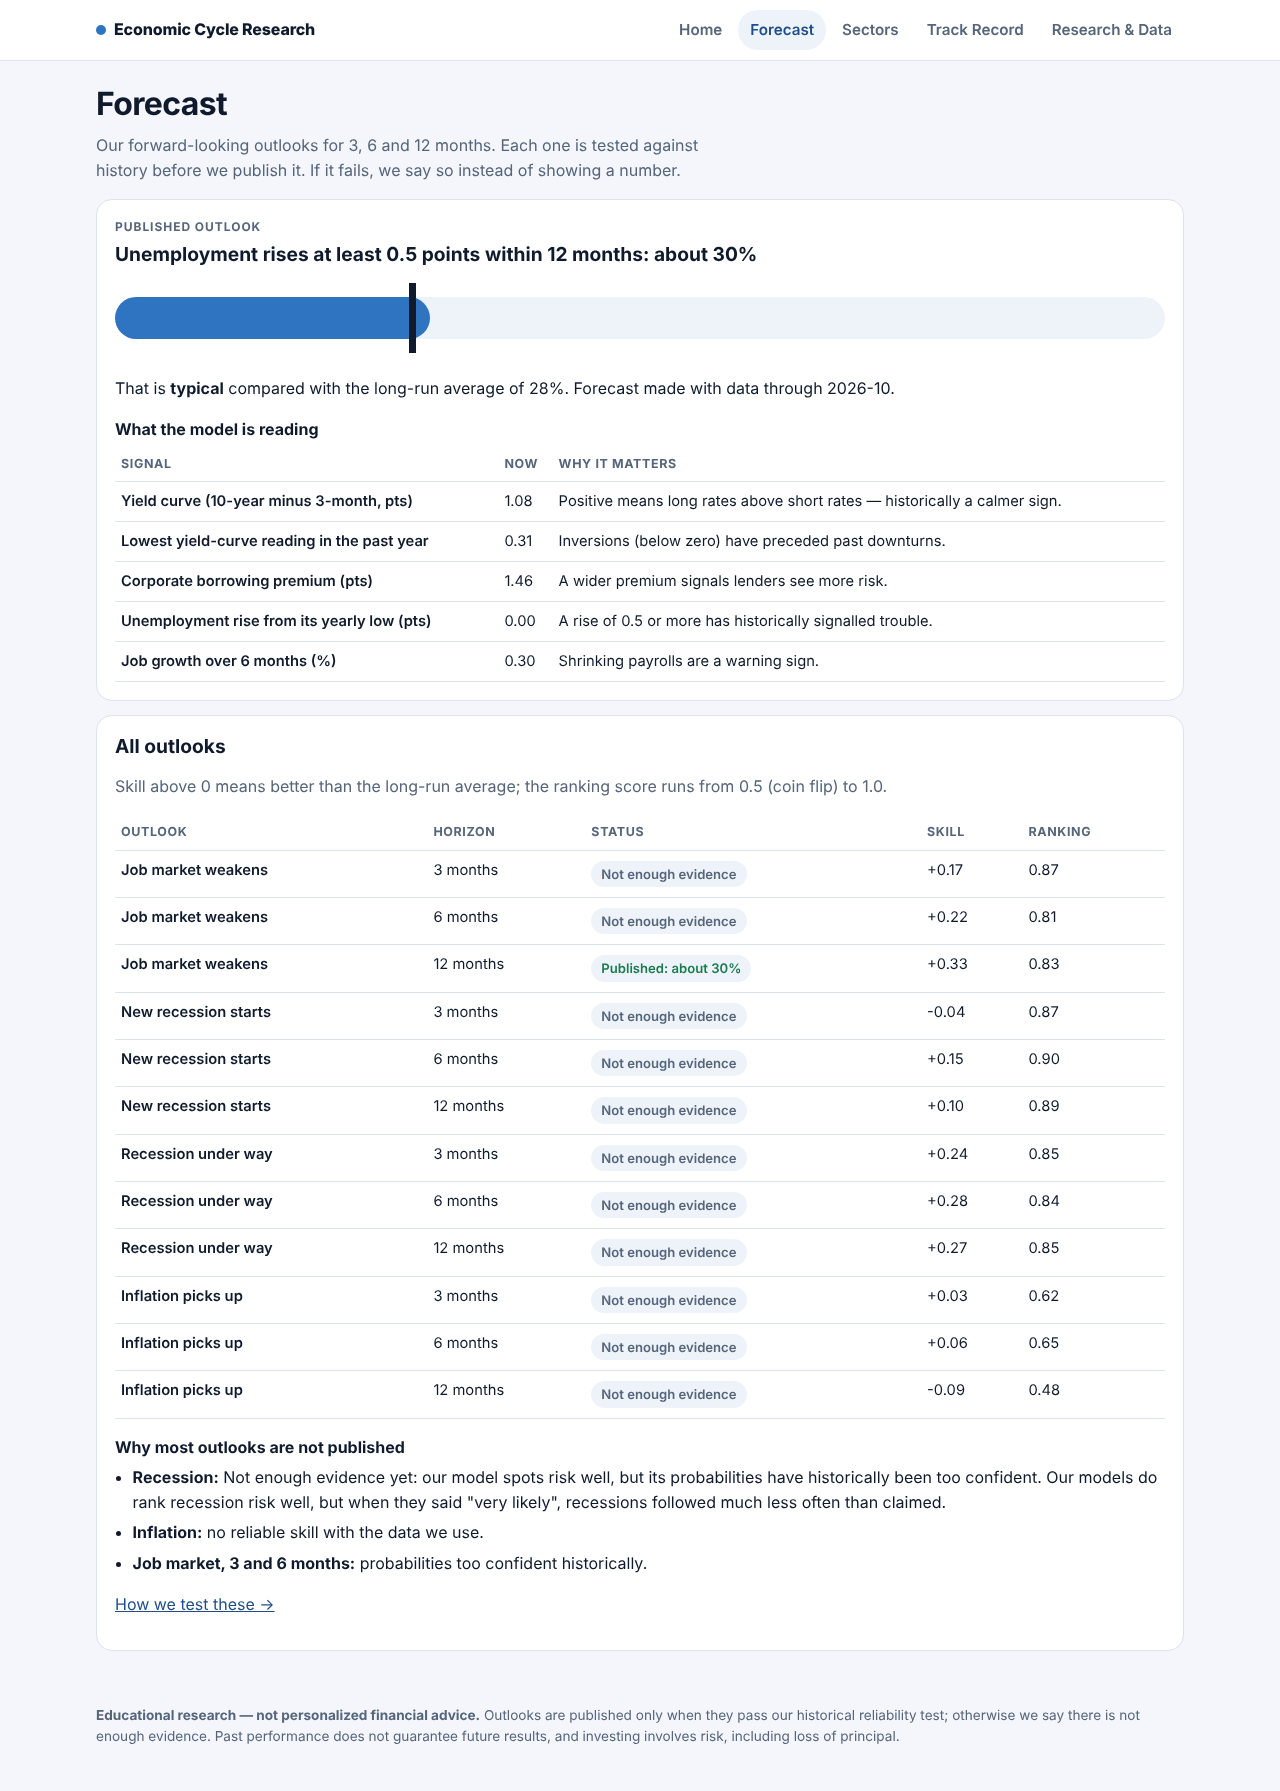 Economic Cycle Research
Home Forecast Sectors Track Record Research & Data
Forecast
Our forward-looking outlooks for 3, 6 and 12 months. Each one is tested against
history before we publish it. If it fails, we say so instead of showing a number.
PUBLISHED OUTLOOK
Unemployment rises at least 0.5 points within 12 months: about 30%
That is typical compared with the long-run average of 28%. Forecast made with data through 2026-10.
What the model is reading
SIGNAL NOW WHY IT MATTERS
Yield curve (10-year minus 3-month, pts) 1.08 Positive means long rates above short rates — historically a calmer sign.
Lowest yield-curve reading in the past year 0.31 Inversions (below zero) have preceded past downturns.
Corporate borrowing premium (pts) 1.46 A wider premium signals lenders see more risk.
Unemployment rise from its yearly low (pts) 0.00 A rise of 0.5 or more has historically signalled trouble.
Job growth over 6 months (%) 0.30 Shrinking payrolls are a warning sign.
All outlooks
Skill above 0 means better than the long-run average; the ranking score runs from 0.5 (coin flip) to 1.0.
OUTLOOK HORIZON STATUS SKILL RANKING
Job market weakens 3 months Not enough evidence +0.17 0.87
Job market weakens 6 months Not enough evidence +0.22 0.81
Job market weakens 12 months Published: about 30% +0.33 0.83
New recession starts 3 months Not enough evidence -0.04 0.87
New recession starts 6 months Not enough evidence +0.15 0.90
New recession starts 12 months Not enough evidence +0.10 0.89
Recession under way 3 months Not enough evidence +0.24 0.85
Recession under way 6 months Not enough evidence +0.28 0.84
Recession under way 12 months Not enough evidence +0.27 0.85
Inflation picks up 3 months Not enough evidence +0.03 0.62
Inflation picks up 6 months Not enough evidence +0.06 0.65
Inflation picks up 12 months Not enough evidence -0.09 0.48
Why most outlooks are not published
• Recession: Not enough evidence yet: our model spots risk well, but its probabilities have historically been too confident. Our models do
rank recession risk well, but when they said "very likely", recessions followed much less often than claimed.
• Inflation: no reliable skill with the data we use.
• Job market, 3 and 6 months: probabilities too confident historically.
How we test these →
Educational research — not personalized financial advice. Outlooks are published only when they pass our historical reliability test; otherwise we say there is not
enough evidence. Past performance does not guarantee future results, and investing involves risk, including loss of principal.